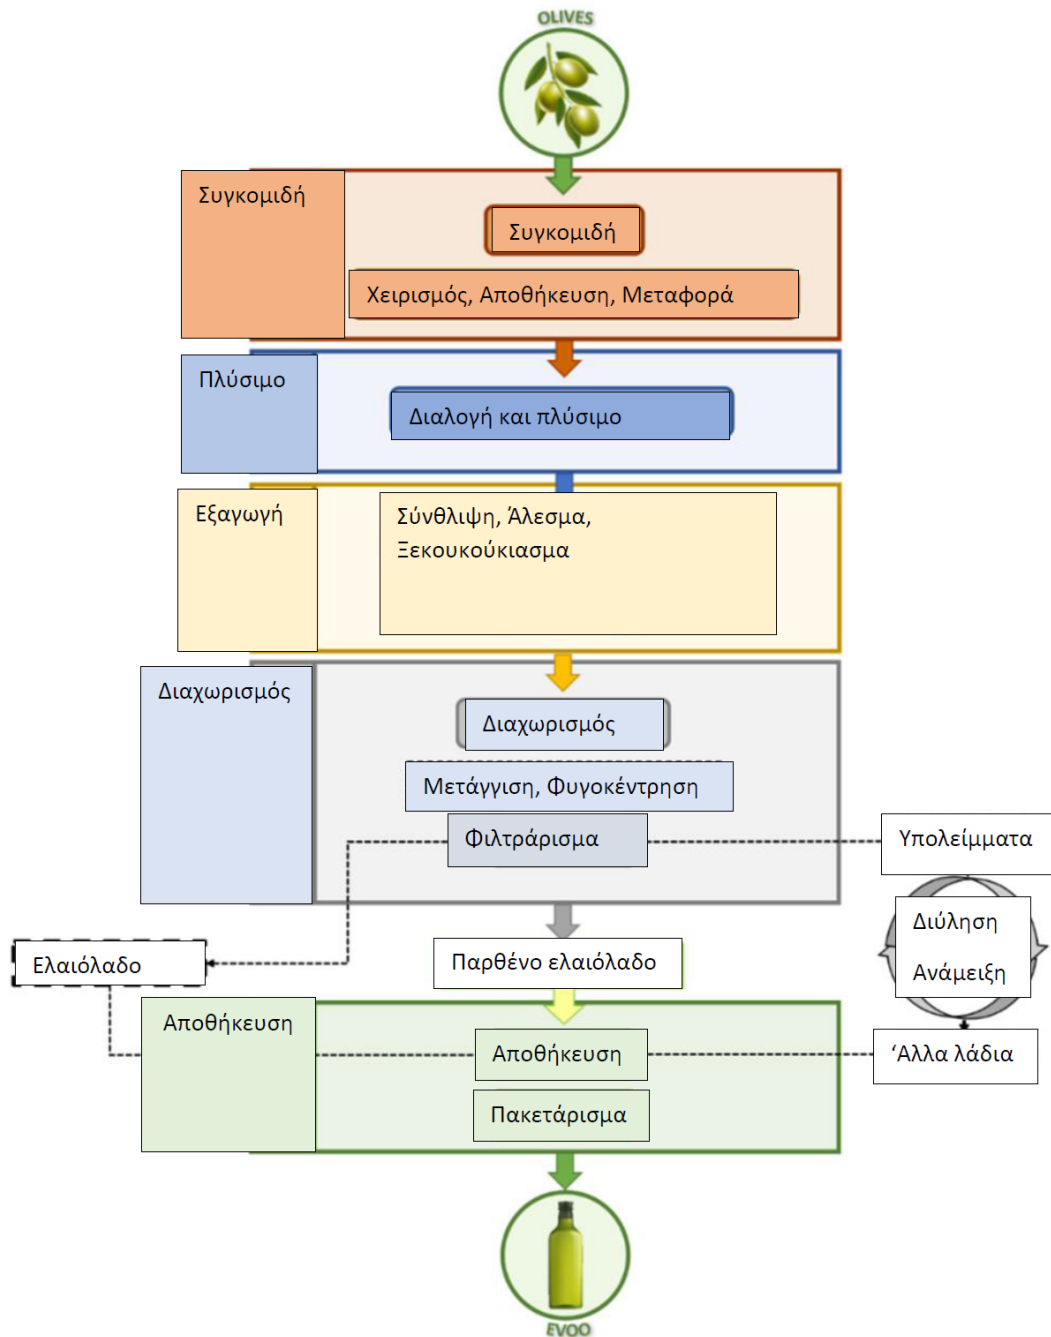 OLIVES
Συγκομιδή
Συγκομιδή
Χειρισμός, Αποθήκευση, Μεταφορά
Πλύσιμο
Διαλογή και πλύσιμο
Εξαγωγή
Σύνθλιψη, Άλεσμα,
Ξεκουκούκιασμα
Διαχωρισμός
Διαχωρισμός
Μετάγγιση, Φυγοκέντρηση
Φιλτράρισμα
Υπολείμματα
Διύληση
Ανάμειξη
Ελαιόλαδο
Παρθένο ελαιόλαδο
Αποθήκευση
Αποθήκευση
‘Αλλα λάδια
Πακετάρισμα
EVOO